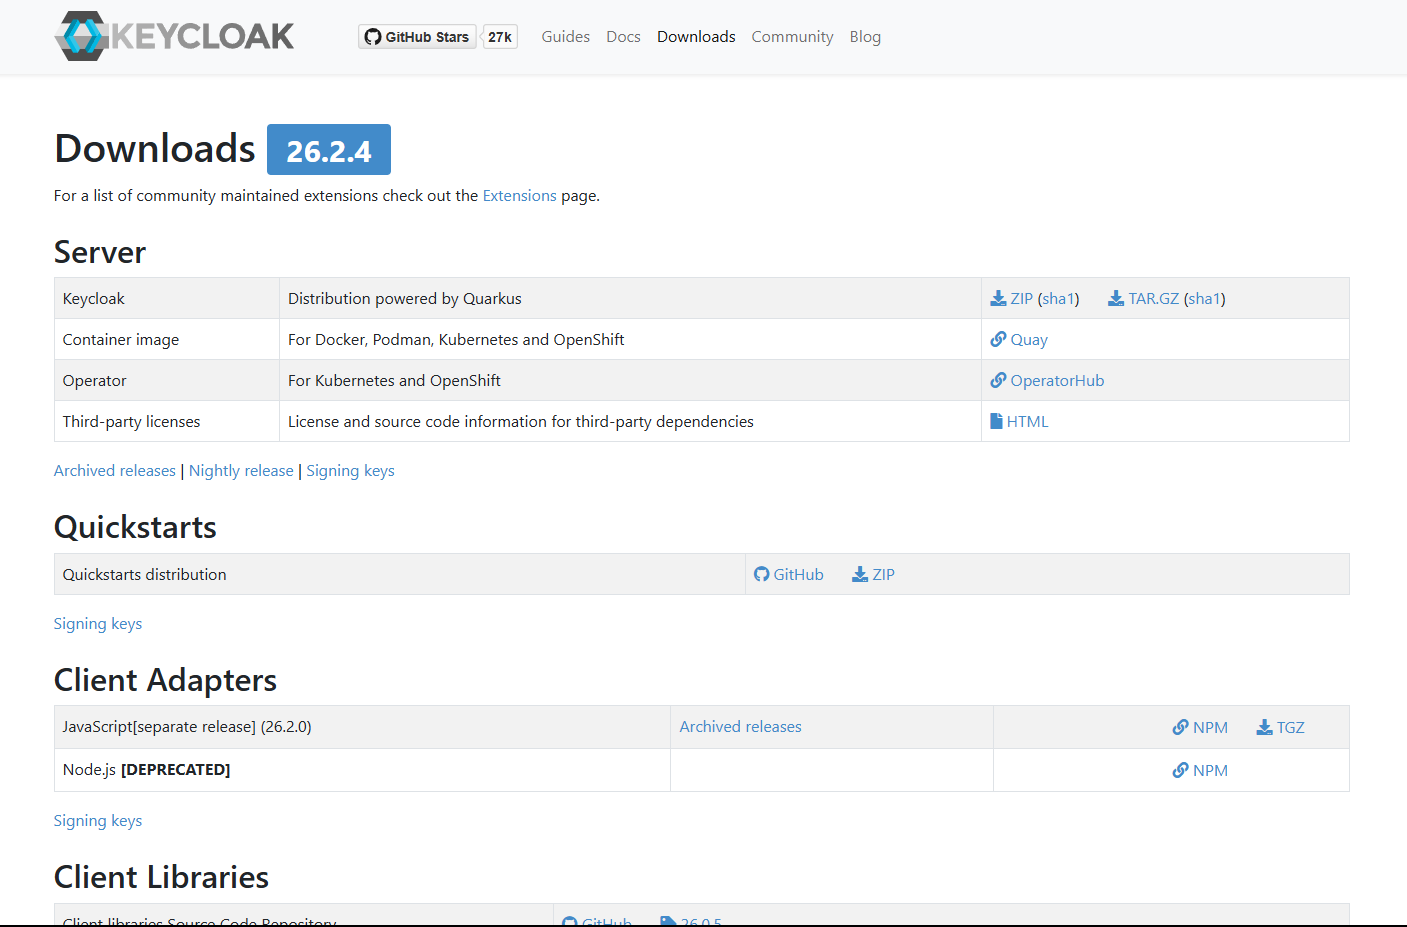 KEYCLOAK GitHub Stars 27k Guides Docs Downloads Community Blog
Downloads 26.2.4
For a list of community maintained extensions check out the Extensions page.
Server
Keycloak Distribution powered by Quarkus ZIP (sha1) TAR.GZ (sha1)
Container image For Docker, Podman, Kubernetes and OpenShift Quay
Operator For Kubernetes and OpenShift OperatorHub
Third-party licenses License and source code information for third-party dependencies HTML
Archived releases | Nightly release | Signing keys
Quickstarts
Quickstarts distribution GitHub ZIP
Signing keys
Client Adapters
JavaScript[separate release] (26.2.0) Archived releases NPM TGZ
Node.js [DEPRECATED] NPM
Signing keys
Client Libraries
Client libraries Source Code Repository GitHub 26.0.5